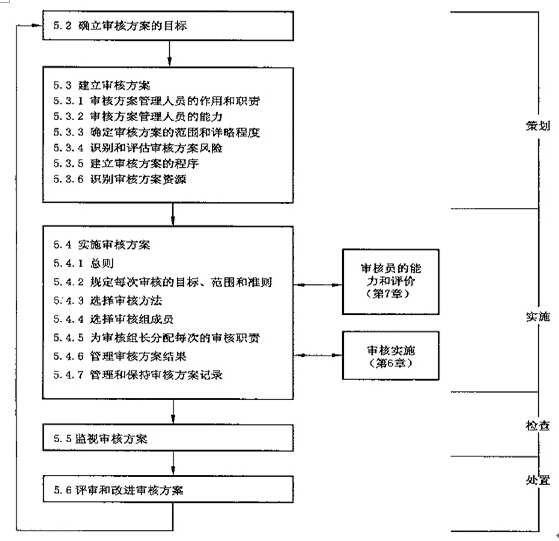 5.2 确立审核方案的目标
5.3 建立审核方案
5.3.1 审核方案管理人员的作用和职责
5.3.2 审核方案管理人员的能力
5.3.3 确定审核方案的范围和详略程度
5.3.4 识别和评估审核方案风险
5.3.5 建立审核方案的程序
5.3.6 识别审核方案资源
策划
5.4 实施审核方案
5.4.1 总则
5.4.2 规定每次审核的目标、范围和准则
5.4.3 选择审核方法
5.4.4 选择审核组成员
5.4.5 为审核组长分配每次的审核职责
5.4.6 管理审核方案结果
5.4.7 管理和保持审核方案记录
审核员的能
力和评价
(第7章)
审核实施
(第6章)
实施
5.5 监视审核方案
检查
5.6 评审和改进审核方案
处置